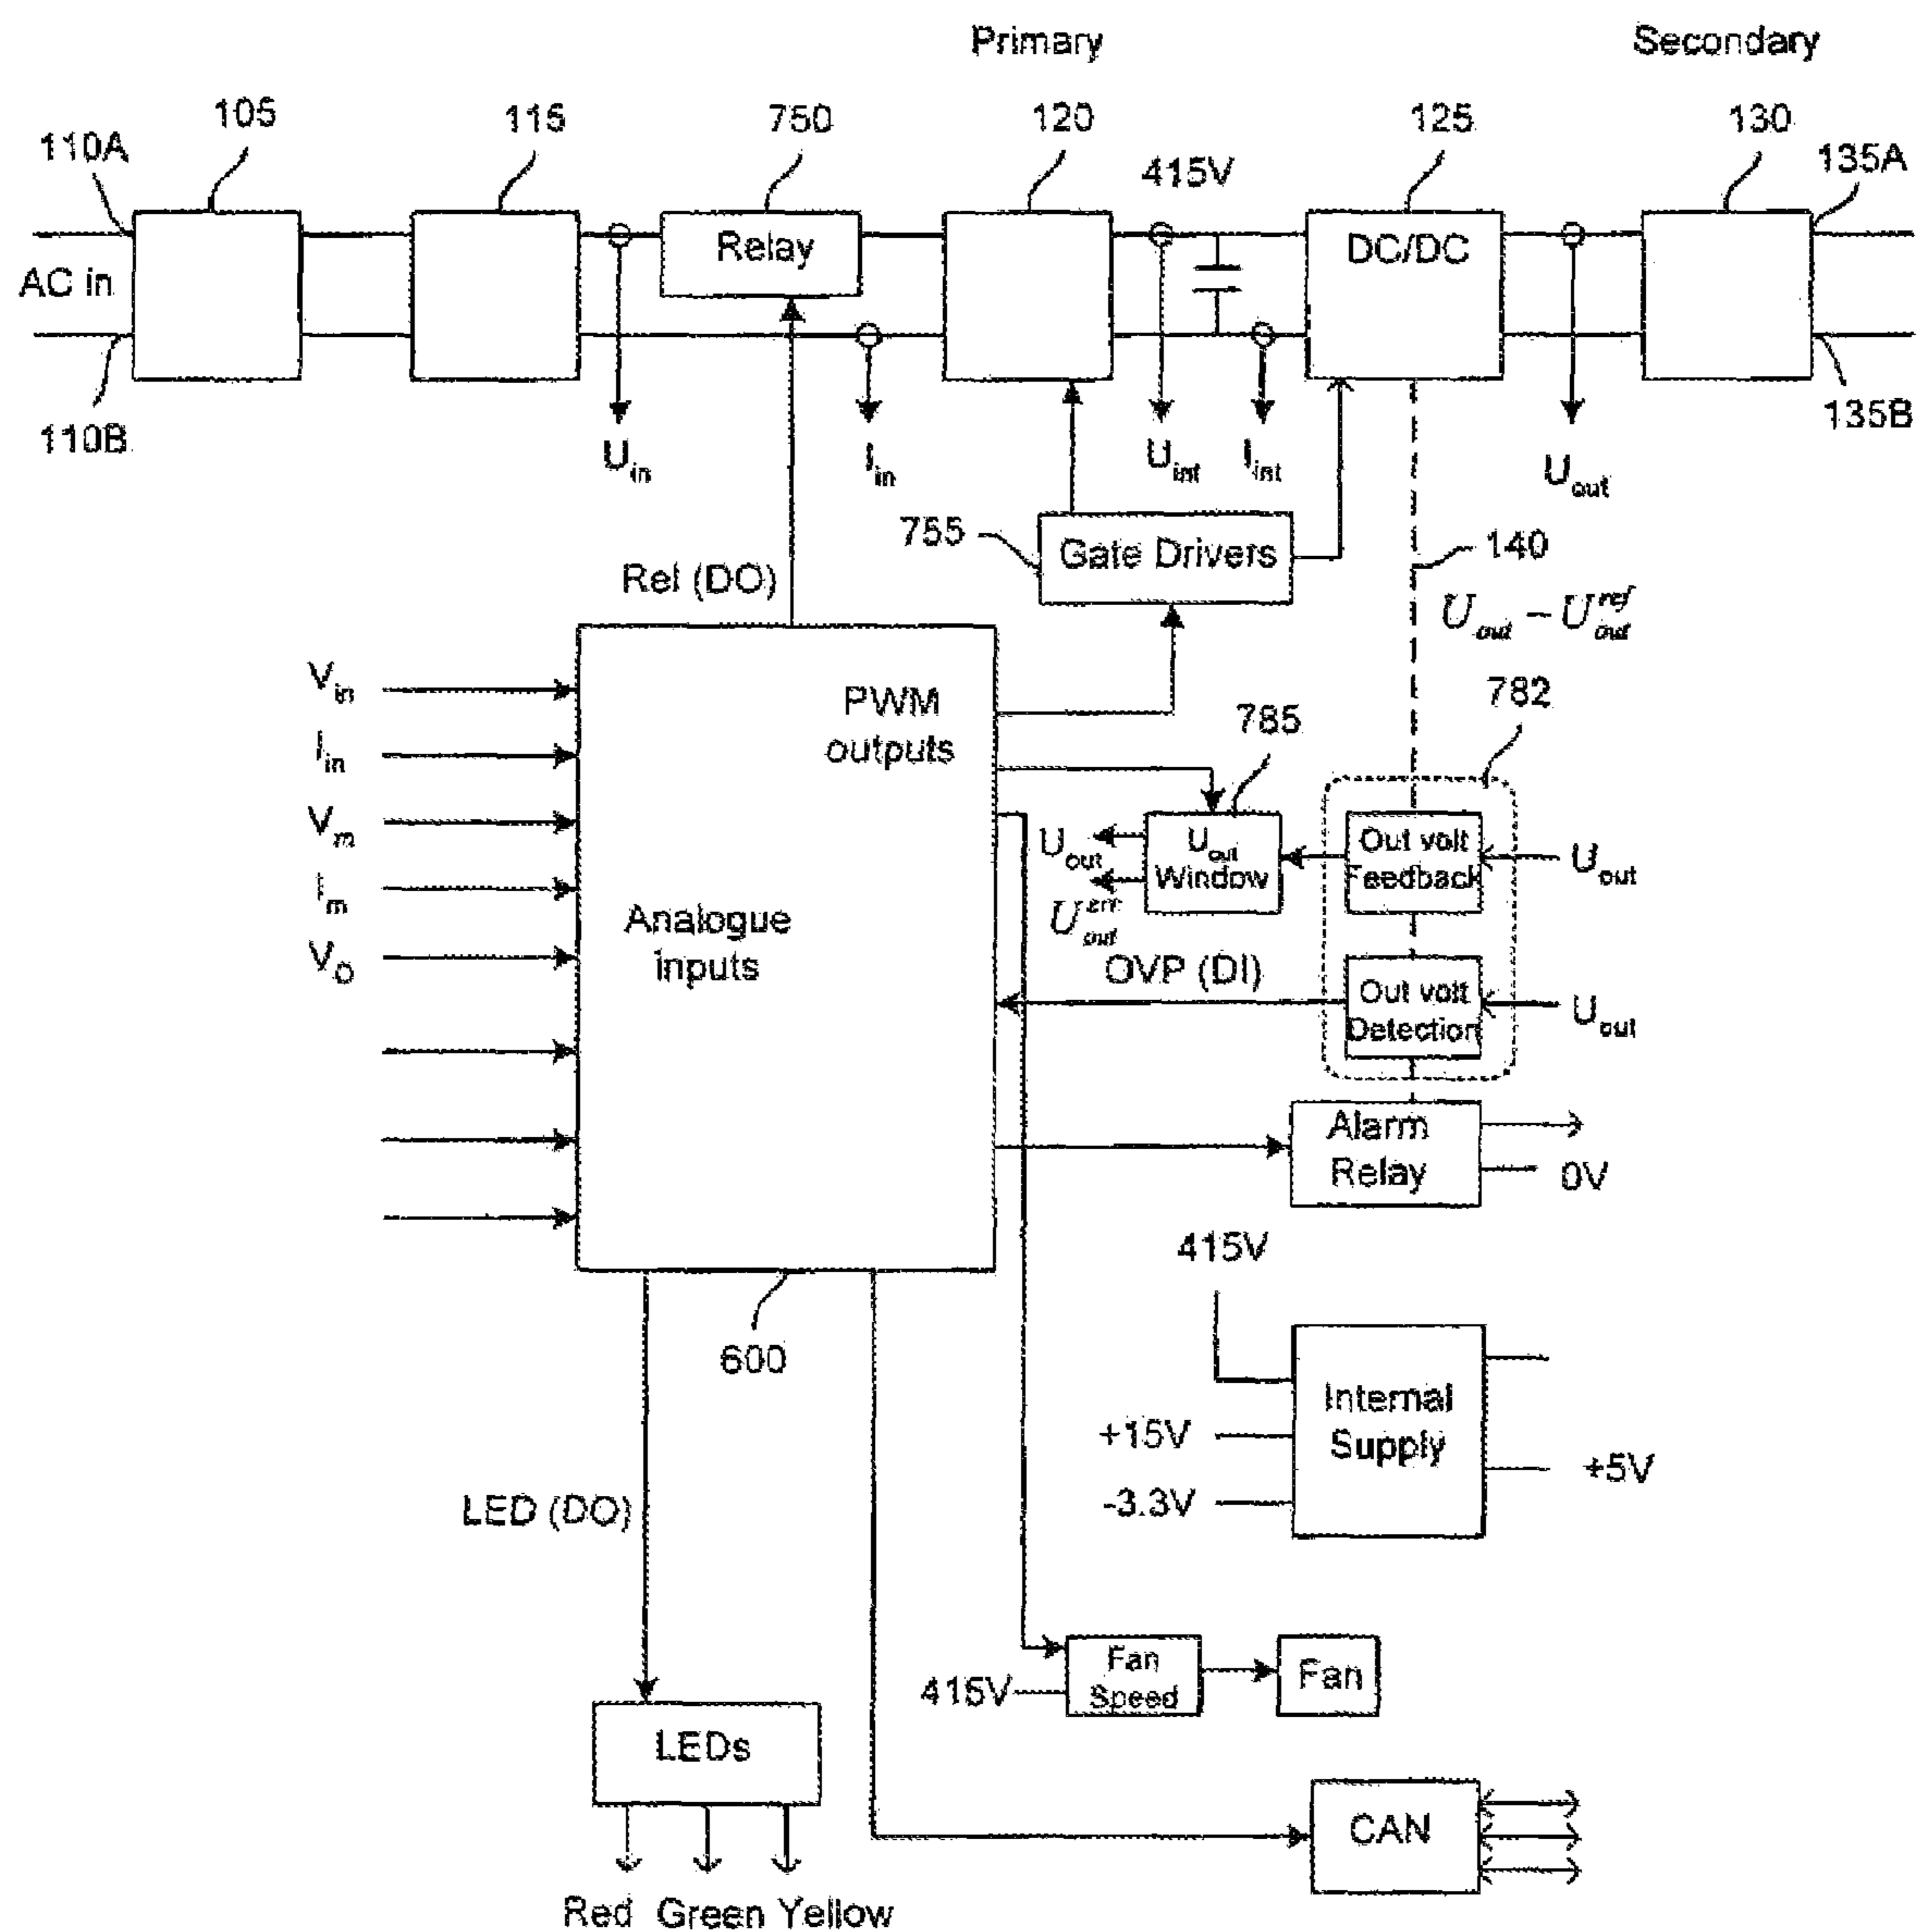 Primary
Secondary
105
115
750
120
125
130
110A
415V
135A
Relay
DC/DC
AC in
110B
135B
U_in
I_in
U_int
I_int
U_out
755
Gate Drivers
140
Rel (DO)
U_out – U_out^ref
V_in
PWM
outputs
785
782
I_in
V_m
U_out
U_out
Window
Out volt
Feedback
U_out
I_m
U_out^err
Analogue
inputs
V_O
OVP (DI)
Out volt
Detection
U_out
Alarm
Relay
0V
415V
600
Internal
Supply
+15V
+5V
-3.3V
LED (DO)
Fan
Speed
Fan
415V
LEDs
CAN
Red Green Yellow